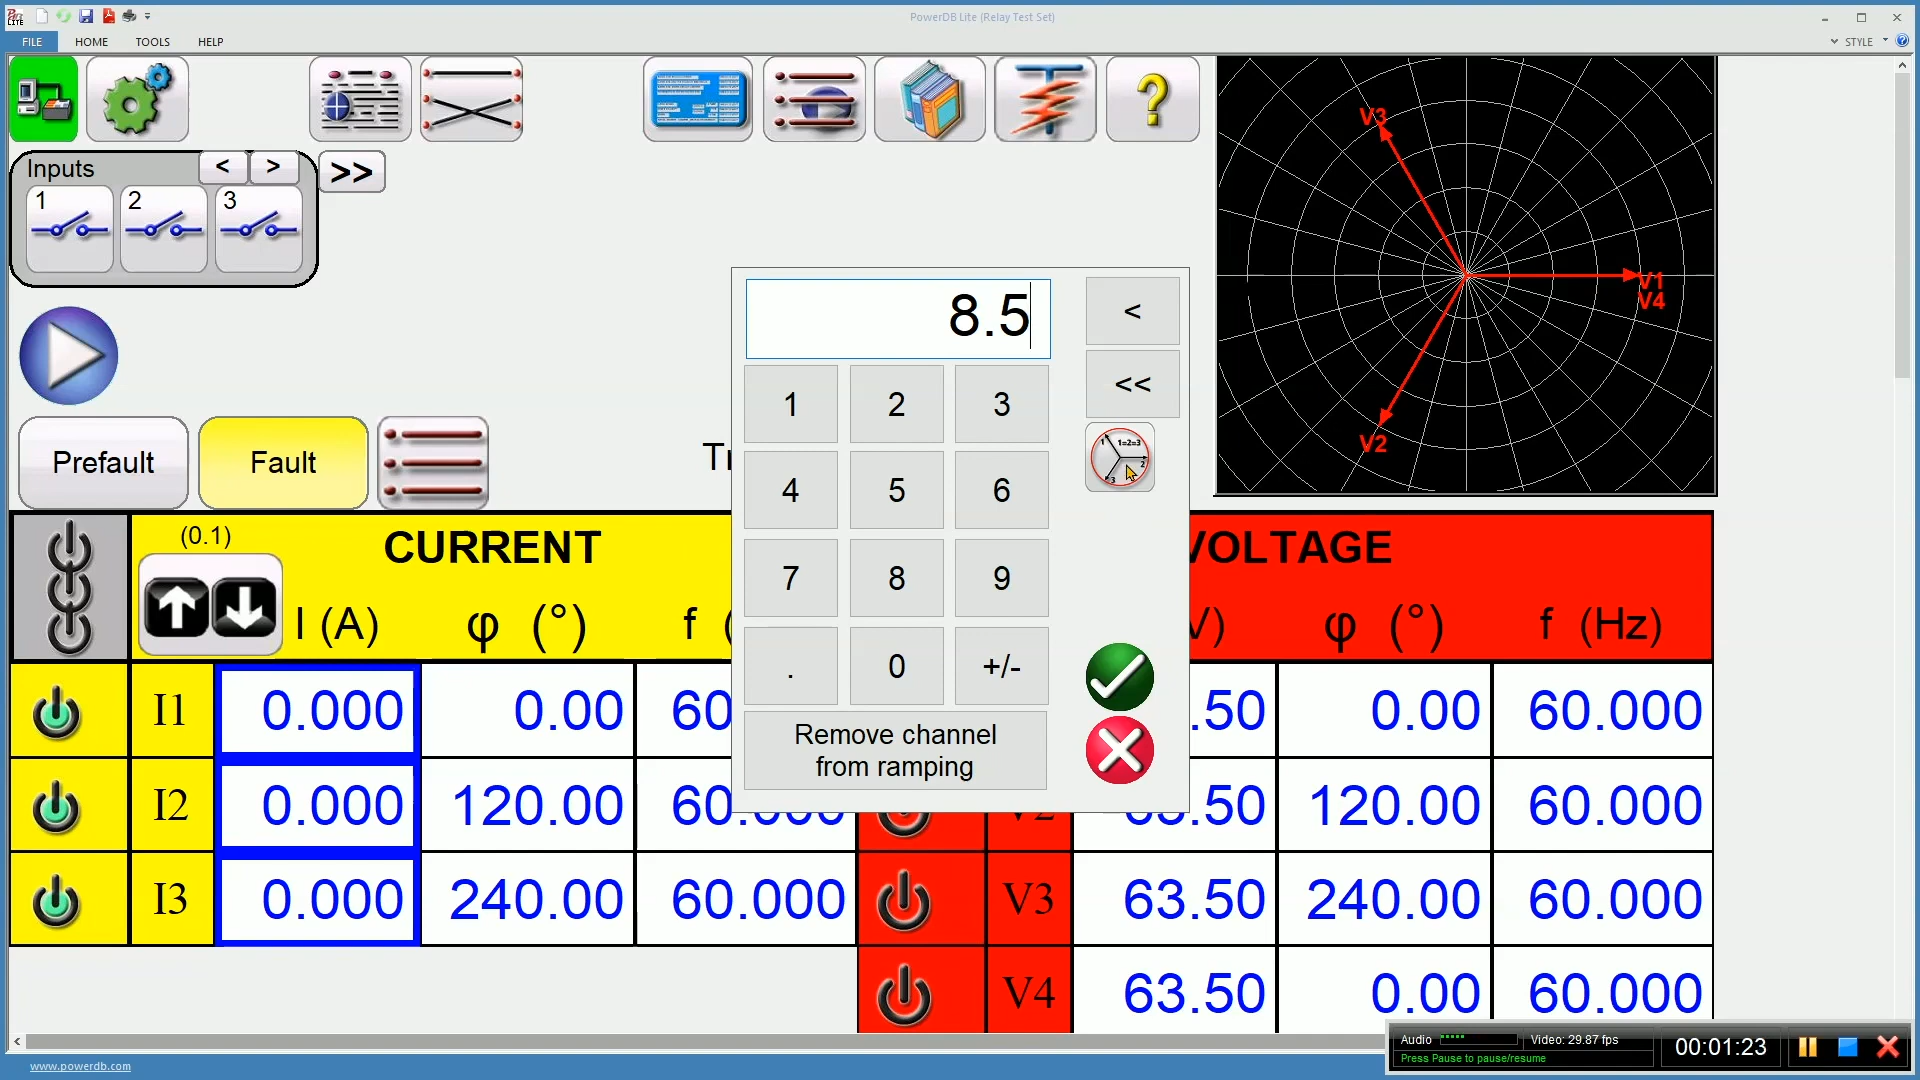 PowerDB Lite (Relay Test Set)
FILE HOME TOOLS HELP
STYLE
Inputs < > >>
1 2 3
V3
V1
V4
V2
8.5
<
<<
1 2 3
4 5 6
7 8 9
. 0 +/-
Remove channel
from ramping
Prefault Fault
(0.1)
CURRENT VOLTAGE
I (A) φ (°) f φ (°) f (Hz)
I1 0.000 0.00 60 .50 0.00 60.000
I2 0.000 120.00 60.000 V2 63.50 120.00 60.000
I3 0.000 240.00 60.000 V3 63.50 240.00 60.000
V4 63.50 0.00 60.000
Audio Video: 29.87 fps
Press Pause to pause/resume
00:01:23
www.powerdb.com